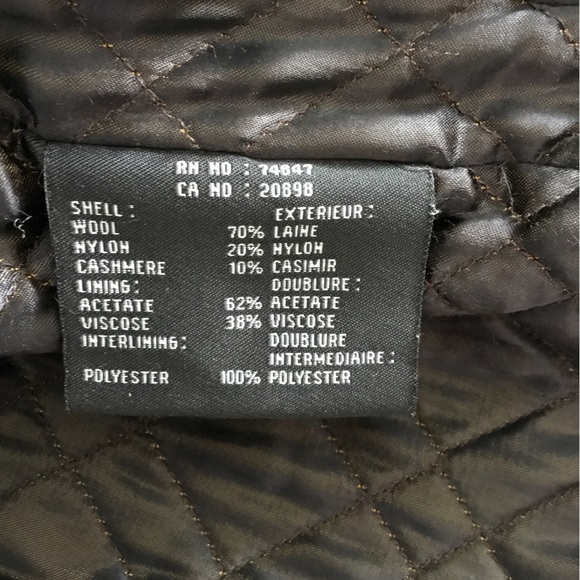 RN NO : 74647
CA NO : 20898
SHELL : EXTERIEUR :
WOOL 70% LAINE
NYLON 20% NYLON
CASHMERE 10% CASIMIR
LINING : DOUBLURE :
ACETATE 62% ACETATE
VISCOSE 38% VISCOSE
INTERLINING : DOUBLURE
INTERMEDIAIRE :
POLYESTER 100% POLYESTER